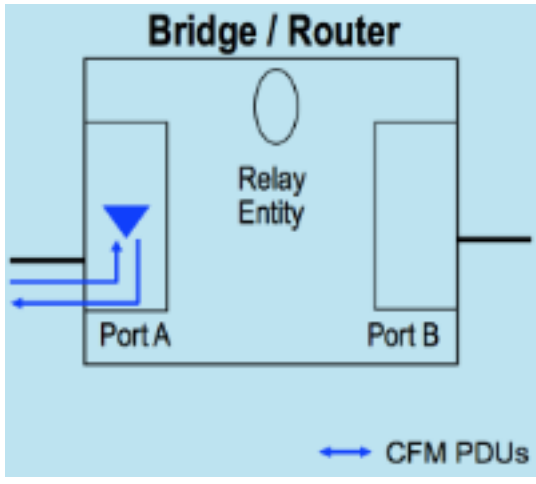 Bridge / Router
Relay
Entity
Port A
Port B
CFM PDUs